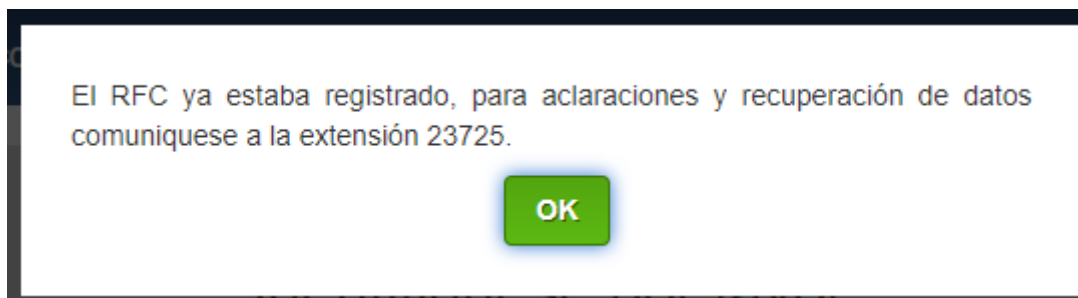 El RFC ya estaba registrado, para aclaraciones y recuperación de datos
comuniquese a la extensión 23725.
OK